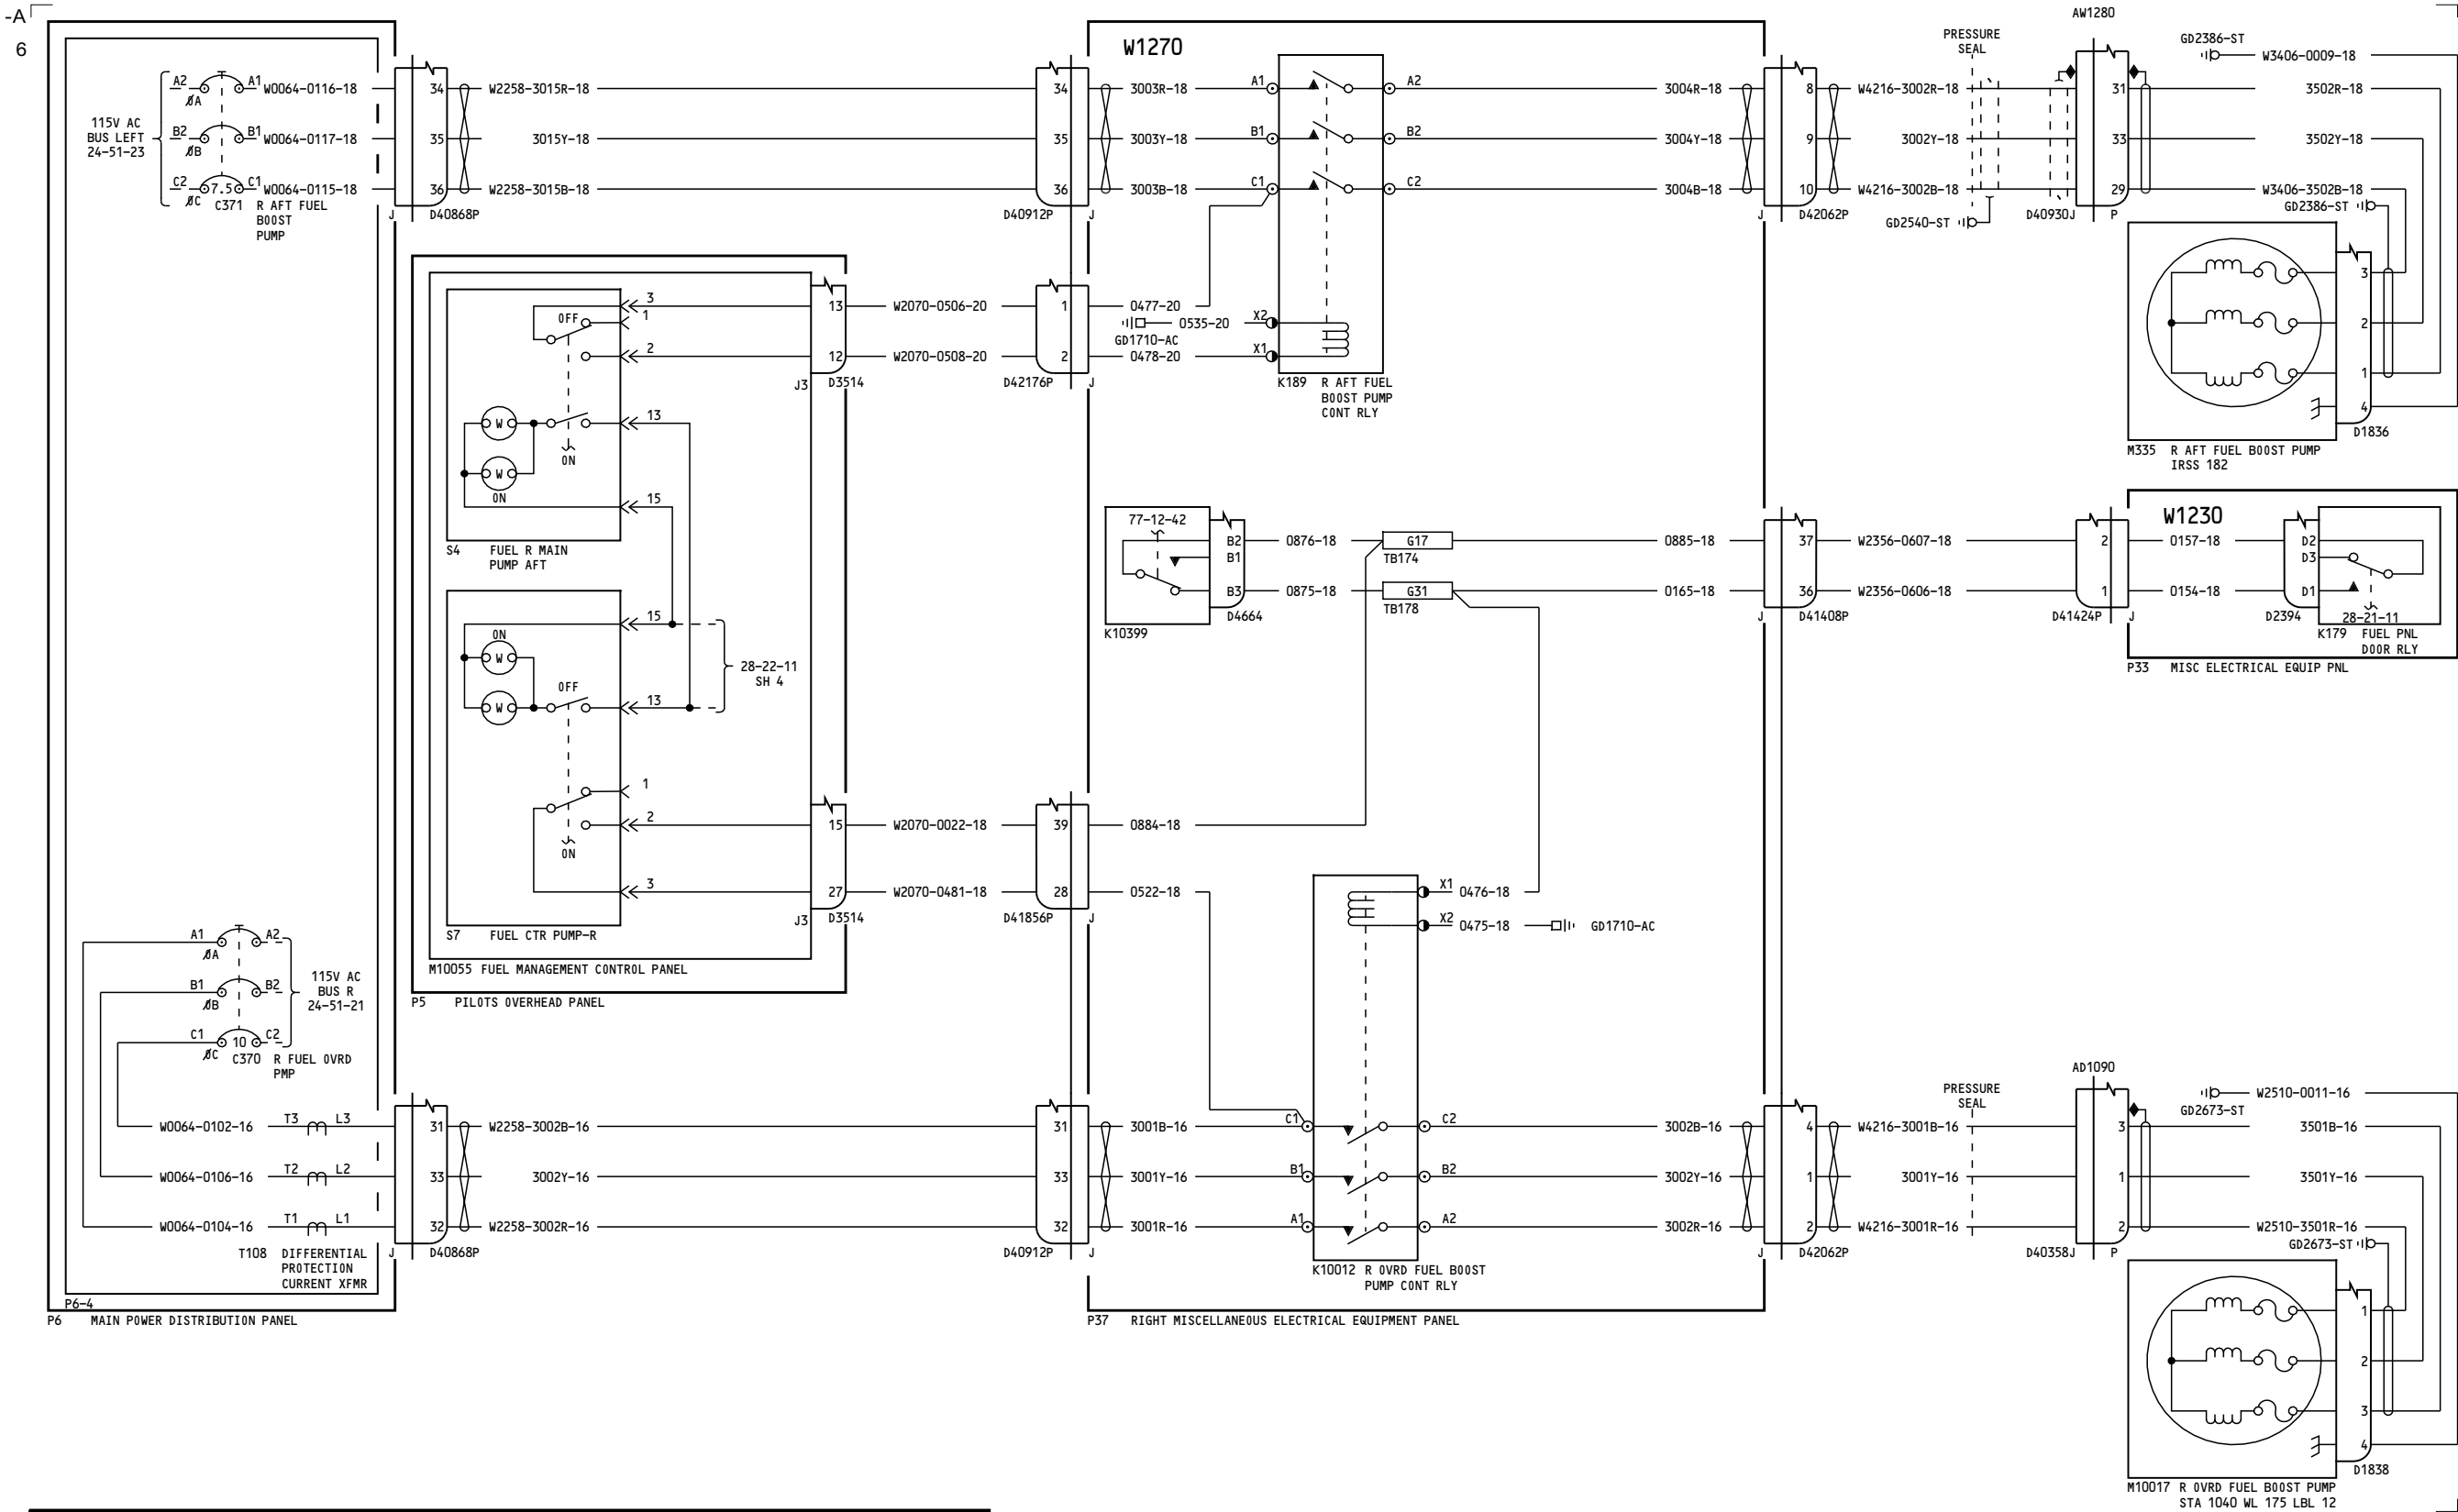 -A
6
A2
A1
W0064-0116-18
ØA
B2
B1
W0064-0117-18
ØB
C2
7.5
C1
W0064-0115-18
ØC
C371
R AFT FUEL
BOOST
PUMP
115V AC
BUS LEFT
24-51-23
34
35
36
J
D40868P
W2258-3015R-18
3015Y-18
W2258-3015B-18
34
35
36
D40912P
J
W1270
3003R-18
3003Y-18
3003B-18
A1
B1
C1
A2
B2
C2
3004R-18
3004Y-18
3004B-18
8
9
10
J
D42062P
W4216-3002R-18
3002Y-18
W4216-3002B-18
PRESSURE
SEAL
GD2540-ST
AW1280
31
33
29
D40930J
P
GD2386-ST
W3406-0009-18
3502R-18
3502Y-18
W3406-3502B-18
GD2386-ST
3
2
1
4
D1836
M335
R AFT FUEL BOOST PUMP
IRSS 182
OFF
3
1
2
13
ON
W
W
ON
15
S4
FUEL R MAIN
PUMP AFT
13
12
J3
D3514
W2070-0506-20
W2070-0508-20
1
2
D42176P
J
0477-20
0535-20
GD1710-AC
0478-20
X2
X1
K189
R AFT FUEL
BOOST PUMP
CONT RLY
77-12-42
B2
B1
B3
D4664
K10399
0876-18
0875-18
G17
TB174
G31
TB178
0885-18
0165-18
37
36
J
D41408P
W2356-0607-18
W2356-0606-18
2
1
D41424P
J
W1230
0157-18
0154-18
D2
D3
D1
D2394
28-21-11
K179
FUEL PNL
DOOR RLY
P33
MISC ELECTRICAL EQUIP PNL
15
ON
W
W
OFF
13
28-22-11
SH 4
1
2
ON
3
S7
FUEL CTR PUMP-R
15
27
J3
D3514
M10055 FUEL MANAGEMENT CONTROL PANEL
P5
PILOTS OVERHEAD PANEL
W2070-0022-18
W2070-0481-18
39
28
D41856P
J
0884-18
0522-18
X1
0476-18
X2
0475-18
GD1710-AC
A1
A2
ØA
B1
B2
ØB
C1
10
C2
ØC
C370
R FUEL OVRD
PMP
115V AC
BUS R
24-51-21
W0064-0102-16
T3
L3
W0064-0106-16
T2
L2
W0064-0104-16
T1
L1
T108
DIFFERENTIAL
PROTECTION
CURRENT XFMR
P6-4
P6
MAIN POWER DISTRIBUTION PANEL
31
33
32
J
D40868P
W2258-3002B-16
3002Y-16
W2258-3002R-16
31
33
32
D40912P
J
3001B-16
3001Y-16
3001R-16
C1
B1
A1
C2
B2
A2
K10012
R OVRD FUEL BOOST
PUMP CONT RLY
P37
RIGHT MISCELLANEOUS ELECTRICAL EQUIPMENT PANEL
3002B-16
3002Y-16
3002R-16
4
1
2
J
D42062P
W4216-3001B-16
3001Y-16
W4216-3001R-16
PRESSURE
SEAL
AD1090
3
1
2
D40358J
P
GD2673-ST
W2510-0011-16
3501B-16
3501Y-16
W2510-3501R-16
GD2673-ST
1
2
3
4
D1838
M10017
R OVRD FUEL BOOST PUMP
STA 1040 WL 175 LBL 12